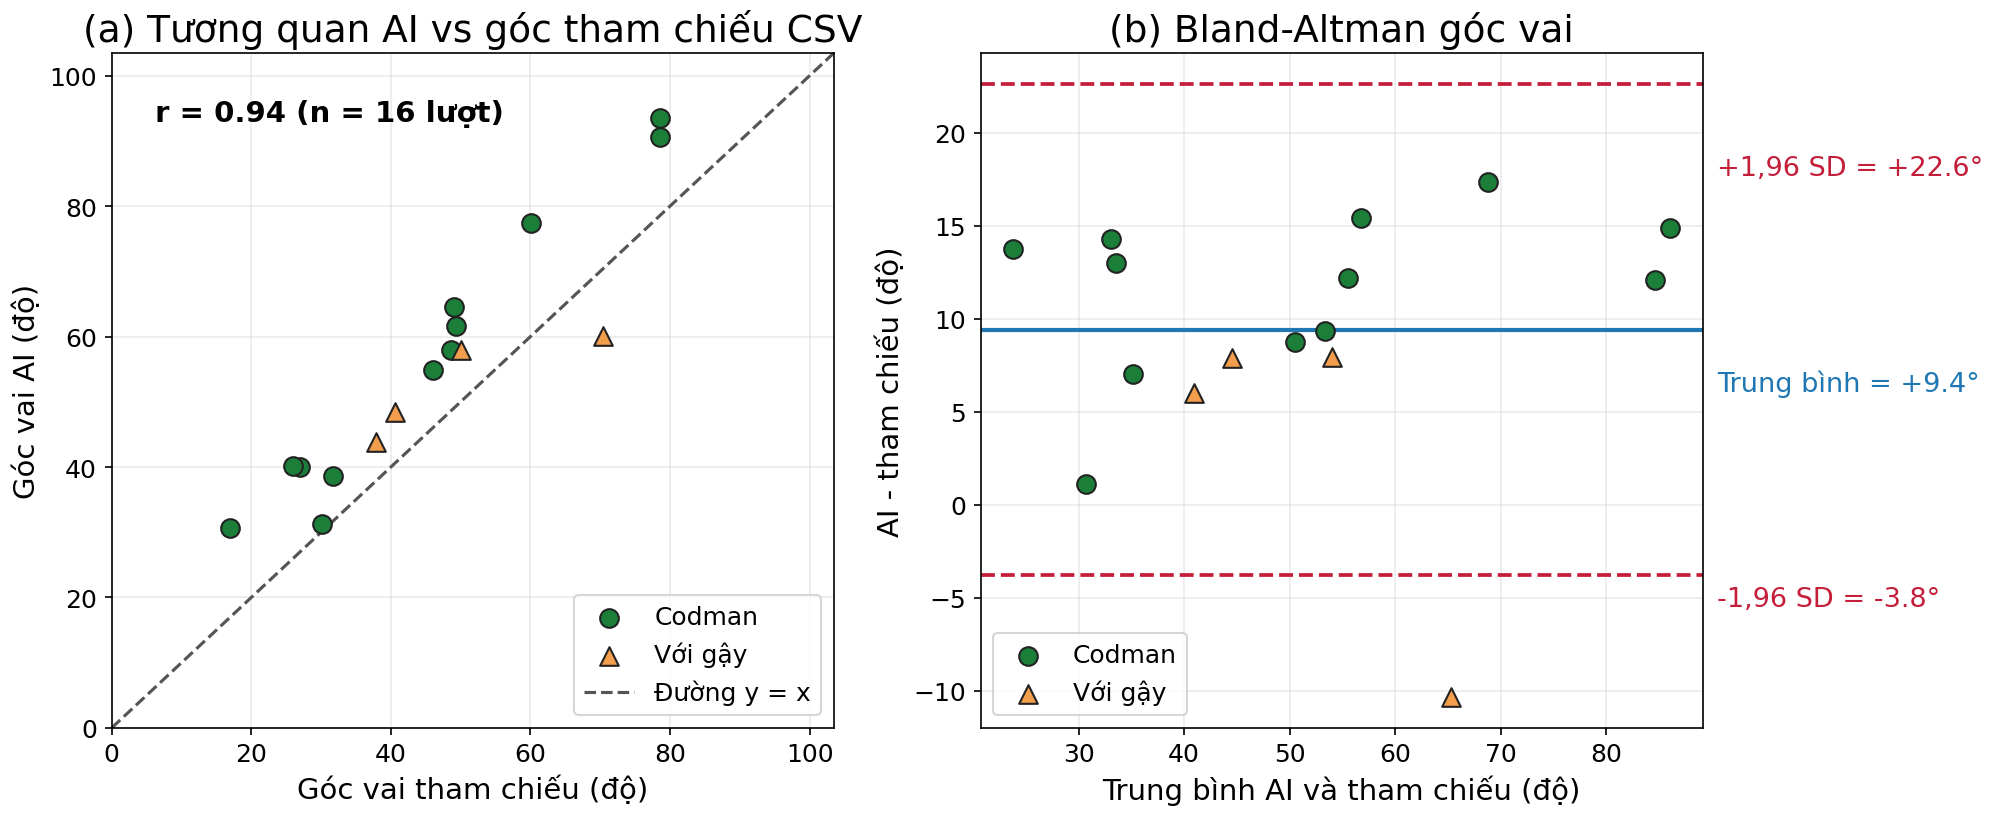 (a) Tương quan AI vs góc tham chiếu CSV
r = 0.94 (n = 16 lượt)
Góc vai AI (độ)
100
80
60
40
20
0
0 20 40 60 80 100
Góc vai tham chiếu (độ)
Codman
Với gậy
Đường y = x
(b) Bland-Altman góc vai
AI - tham chiếu (độ)
20
15
10
5
0
−5
−10
30 40 50 60 70 80
Trung bình AI và tham chiếu (độ)
Codman
Với gậy
+1,96 SD = +22.6°
Trung bình = +9.4°
-1,96 SD = -3.8°